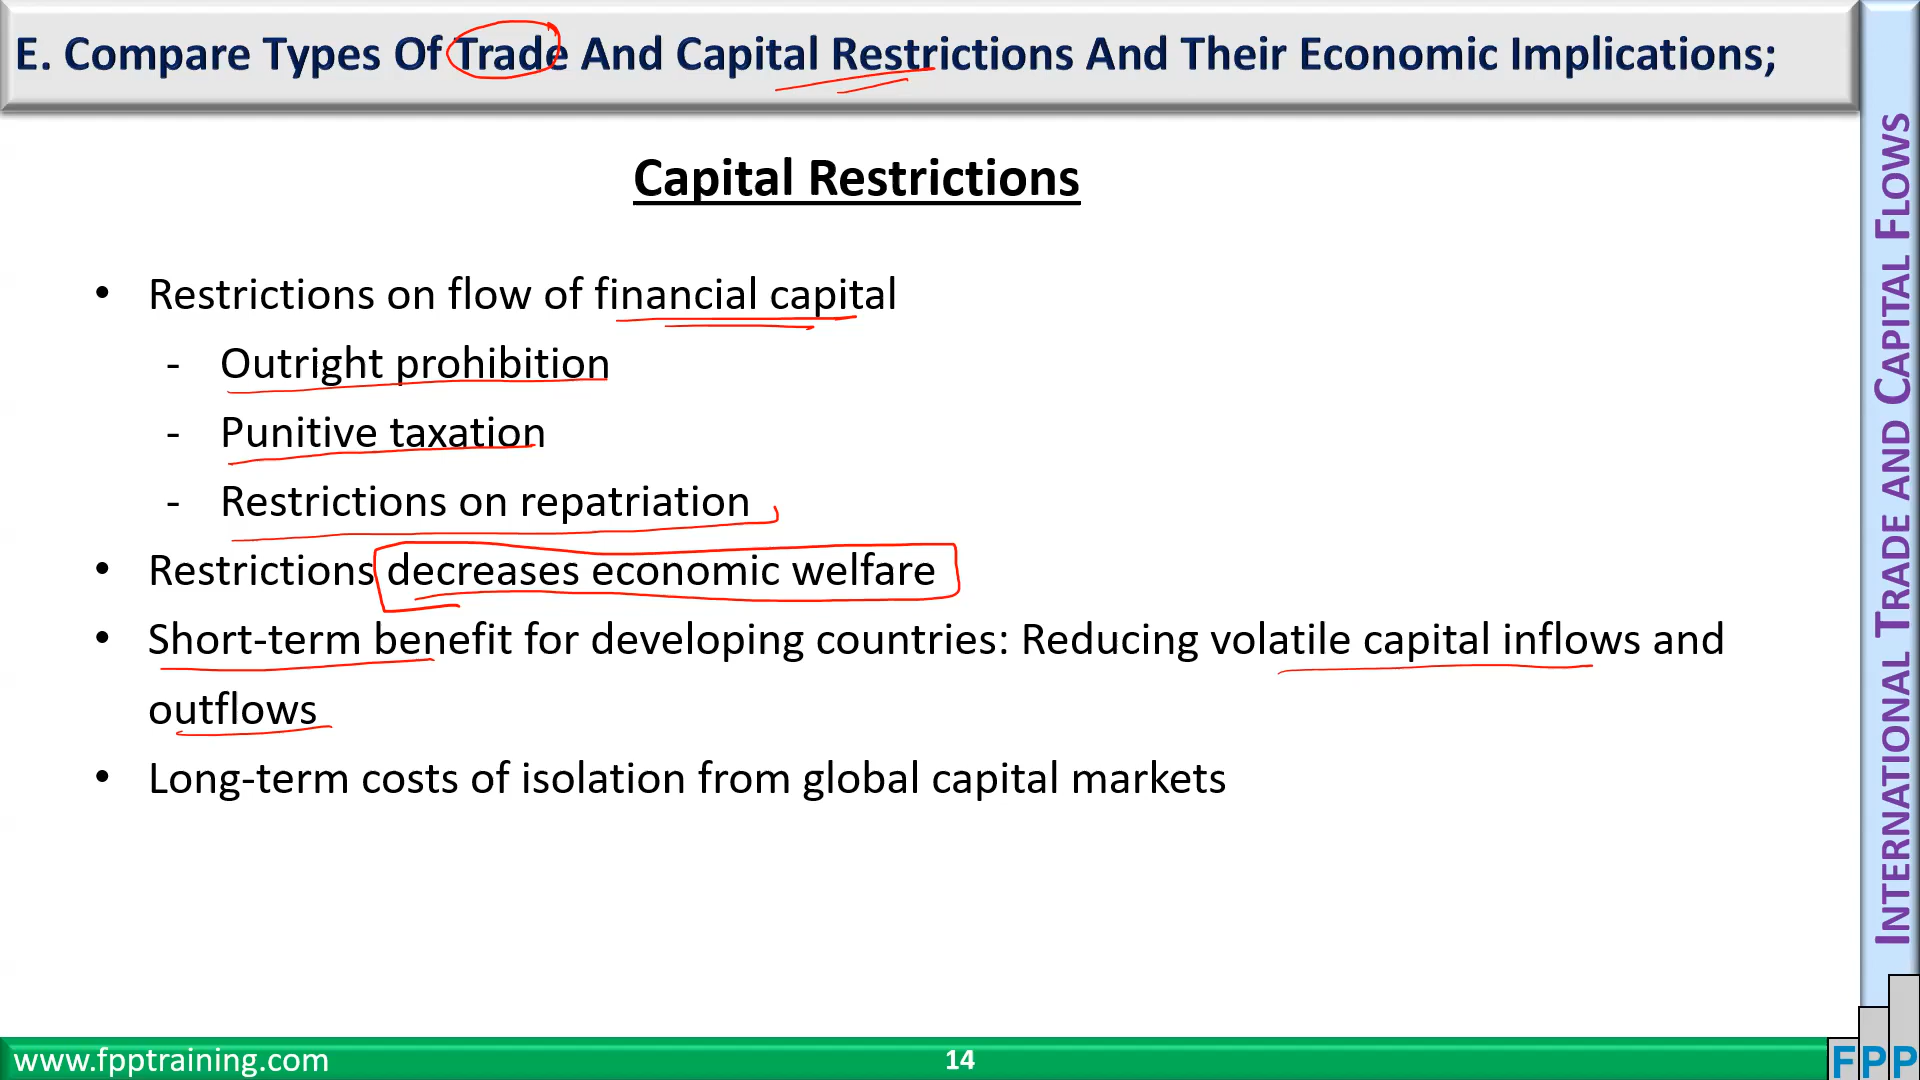 E. Compare Types Of Trade And Capital Restrictions And Their Economic Implications;
Capital Restrictions
• Restrictions on flow of financial capital
- Outright prohibition
- Punitive taxation
- Restrictions on repatriation
• Restrictions decreases economic welfare
• Short-term benefit for developing countries: Reducing volatile capital inflows and
outflows
• Long-term costs of isolation from global capital markets
INTERNATIONAL TRADE AND CAPITAL FLOWS
www.fpptraining.com
14
FPP